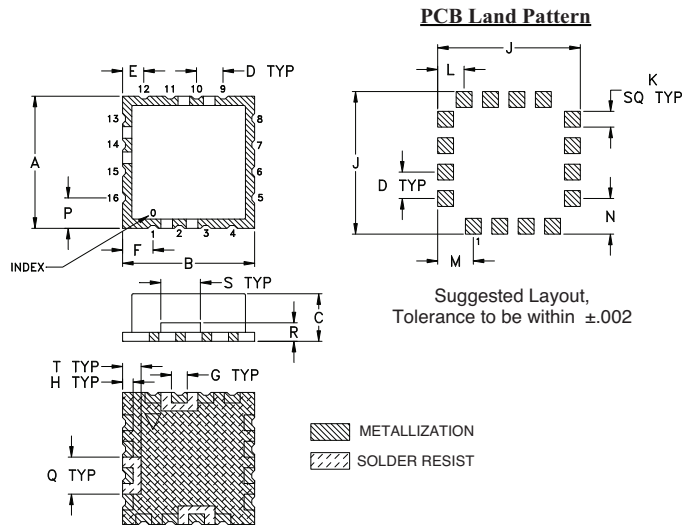 PCB Land Pattern
E
D TYP
12 11 10 9
13
14
15
16
8
7
6
5
A
P
0
1 2 3 4
F
B
INDEX
J
L
K
SQ TYP
J
D TYP
N
1
M
Suggested Layout,
Tolerance to be within ±.002
S TYP
C
R
T TYP
H TYP
G TYP
Q TYP
METALLIZATION
SOLDER RESIST